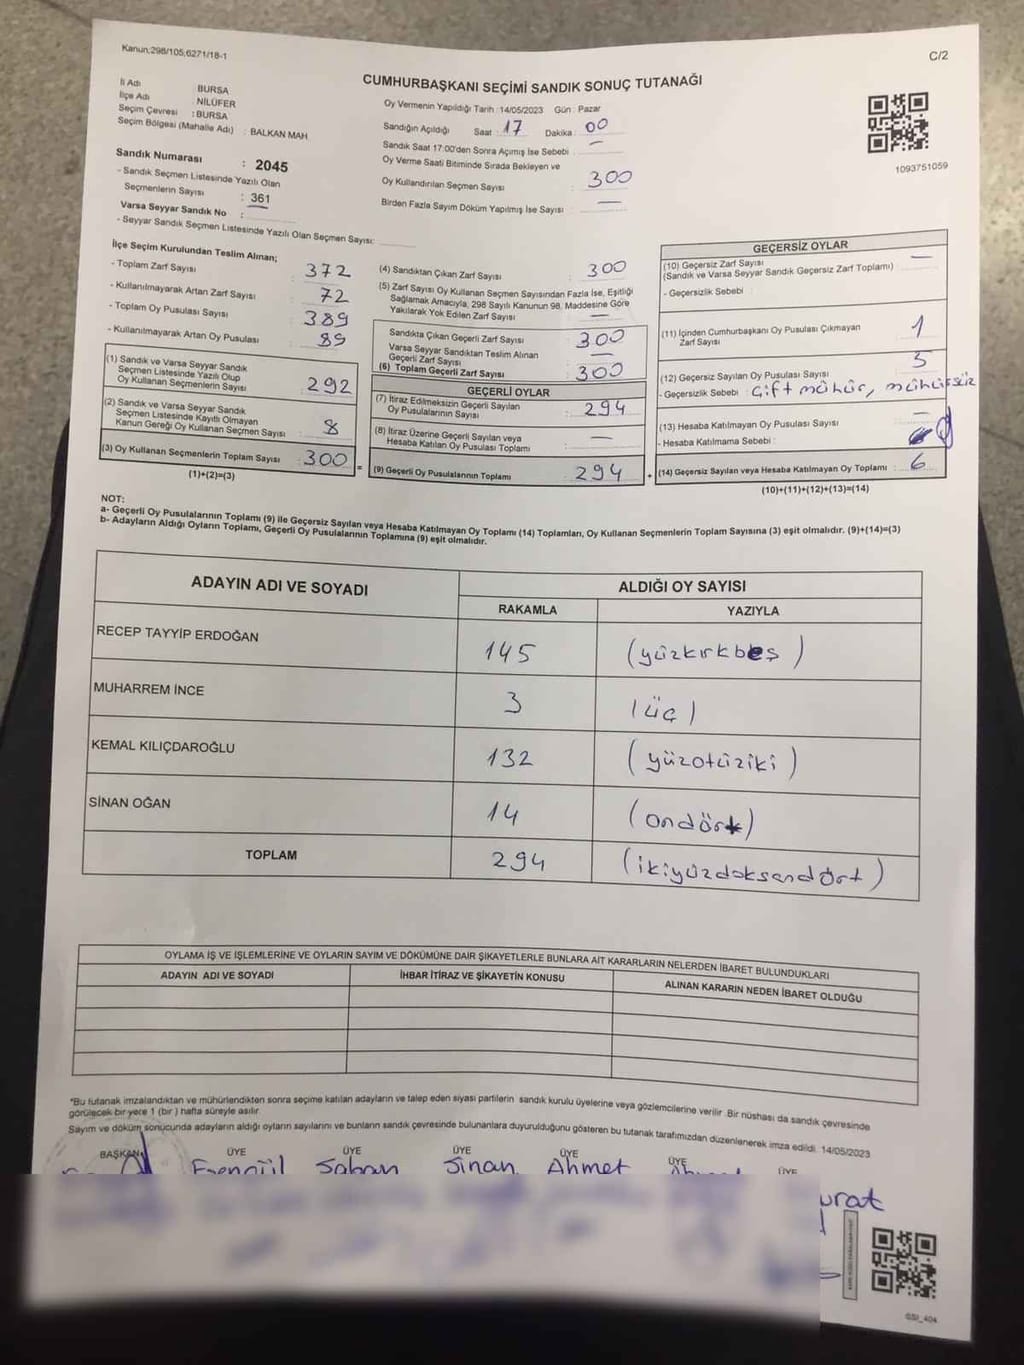 Kanun;298/105;6271/18-1
C/2
CUMHURBAŞKANI SEÇİMİ SANDIK SONUÇ TUTANAĞI
İl Adı BURSA
İlçe Adı NİLÜFER
Seçim Çevresi : BURSA
Seçim Bölgesi (Mahalle Adı) : BALKAN MAH
Sandık Numarası : 2045
- Sandık Seçmen Listesinde Yazılı Olan
Seçmenlerin Sayısı : 361
Varsa Seyyar Sandık No :
- Seyyar Sandık Seçmen Listesinde Yazılı Olan Seçmen Sayısı:
Oy Vermenin Yapıldığı Tarih :14/05/2023 Gün : Pazar
Sandığın Açıldığı Saat : 17 Dakika : 00
Sandık Saat 17:00'den Sonra Açımış İse Sebebi : —
Oy Verme Saati Bitiminde Sırada Bekleyen ve
Oy Kullandırılan Seçmen Sayısı : 300
Birden Fazla Sayım Döküm Yapılmış İse Sayısı : —
1093751059
İlçe Seçim Kurulundan Teslim Alınan;
- Toplam Zarf Sayısı : 372
- Kullanılmayarak Artan Zarf Sayısı : 72
- Toplam Oy Pusulası Sayısı : 389
- Kullanılmayarak Artan Oy Pusulası : 89
(1) Sandık ve Varsa Seyyar Sandık
Seçmen Listesinde Yazılı Olup
Oy Kullanan Seçmenlerin Sayısı : 292
(2) Sandık ve Varsa Seyyar Sandık
Seçmen Listesinde Kayıtlı Olmayan
Kanun Gereği Oy Kullanan Seçmen Sayısı : 8
(3) Oy Kullanan Seçmenlerin Toplam Sayısı : 300
(1)+(2)=(3)
=
(4) Sandıktan Çıkan Zarf Sayısı : 300
(5) Zarf Sayısı Oy Kullanan Seçmen Sayısından Fazla İse, Eşitliği
Sağlamak Amacıyla, 298 Sayılı Kanunun 98. Maddesine Göre
Yakılarak Yok Edilen Zarf Sayısı : —
Sandıkta Çıkan Geçerli Zarf Sayısı : 300
Varsa Seyyar Sandıktan Teslim Alınan
Geçerli Zarf Sayısı : —
(6) Toplam Geçerli Zarf Sayısı : 300
GEÇERLİ OYLAR
(7) İtiraz Edilmeksizin Geçerli Sayılan
Oy Pusulalarının Sayısı : 294
(8) İtiraz Üzerine Geçerli Sayılan veya
Hesaba Katılan Oy Pusulası Toplamı : —
(9) Geçerli Oy Pusulalarının Toplamı : 294
+
GEÇERSİZ OYLAR
(10) Geçersiz Zarf Sayısı : —
(Sandık ve Varsa Seyyar Sandık Geçersiz Zarf Toplamı)
- Geçersizlik Sebebi :
(11) İçinden Cumhurbaşkanı Oy Pusulası Çıkmayan
Zarf Sayısı : 1
(12) Geçersiz Sayılan Oy Pusulası Sayısı : 5
- Geçersizlik Sebebi : Çift mühür, mühürsüz
(13) Hesaba Katılmayan Oy Pusulası Sayısı : —
- Hesaba Katılmama Sebebi :
(14) Geçersiz Sayılan veya Hesaba Katılmayan Oy Toplamı : 6
(10)+(11)+(12)+(13)=(14)
NOT:
a- Geçerli Oy Pusulalarının Toplamı (9) ile Geçersiz Sayılan veya Hesaba Katılmayan Oy Toplamı (14) Toplamları, Oy Kullanan Seçmenlerin Toplam Sayısına (3) eşit olmalıdır. (9)+(14)=(3)
b- Adayların Aldığı Oyların Toplamı, Geçerli Oy Pusulalarının Toplamına (9) eşit olmalıdır.
ADAYIN ADI VE SOYADI ALDIĞI OY SAYISI
RAKAMLA YAZIYLA
RECEP TAYYİP ERDOĞAN 145 (yüzkırkbeş)
MUHARREM İNCE 3 (üç)
KEMAL KILIÇDAROĞLU 132 (yüzotüziki)
SİNAN OĞAN 14 (ondört)
TOPLAM 294 (ikiyüzdoksandört)
OYLAMA İŞ VE İŞLEMLERİNE VE OYLARIN SAYIM VE DÖKÜMÜNE DAİR ŞİKAYETLERLE BUNLARA AİT KARARLARIN NELERDEN İBARET BULUNDUKLARI
ADAYIN ADI VE SOYADI İHBAR İTİRAZ VE ŞİKAYETİN KONUSU ALINAN KARARIN NEDEN İBARET OLDUĞU
*Bu tutanak imzalandıktan ve mühürlendikten sonra seçime katılan adayların ve talep eden siyasi partilerin sandık kurulu üyelerine veya gözlemcilerine verilir. Bir nüshası da sandık çevresinde
görülecek bir yere 1 (bir ) hafta süreyle asılır.
Sayım ve döküm sonucunda adayların aldığı oyların sayılarını ve bunların sandık çevresinde bulunanlara duyurulduğunu gösteren bu tutanak tarafımızdan düzenlenerek imza edildi. 14/05/2023
BAŞKAN ÜYE ÜYE ÜYE ÜYE ÜYE ÜYE
Esengül Şaban Sinan Ahmet
urat
GSI_404